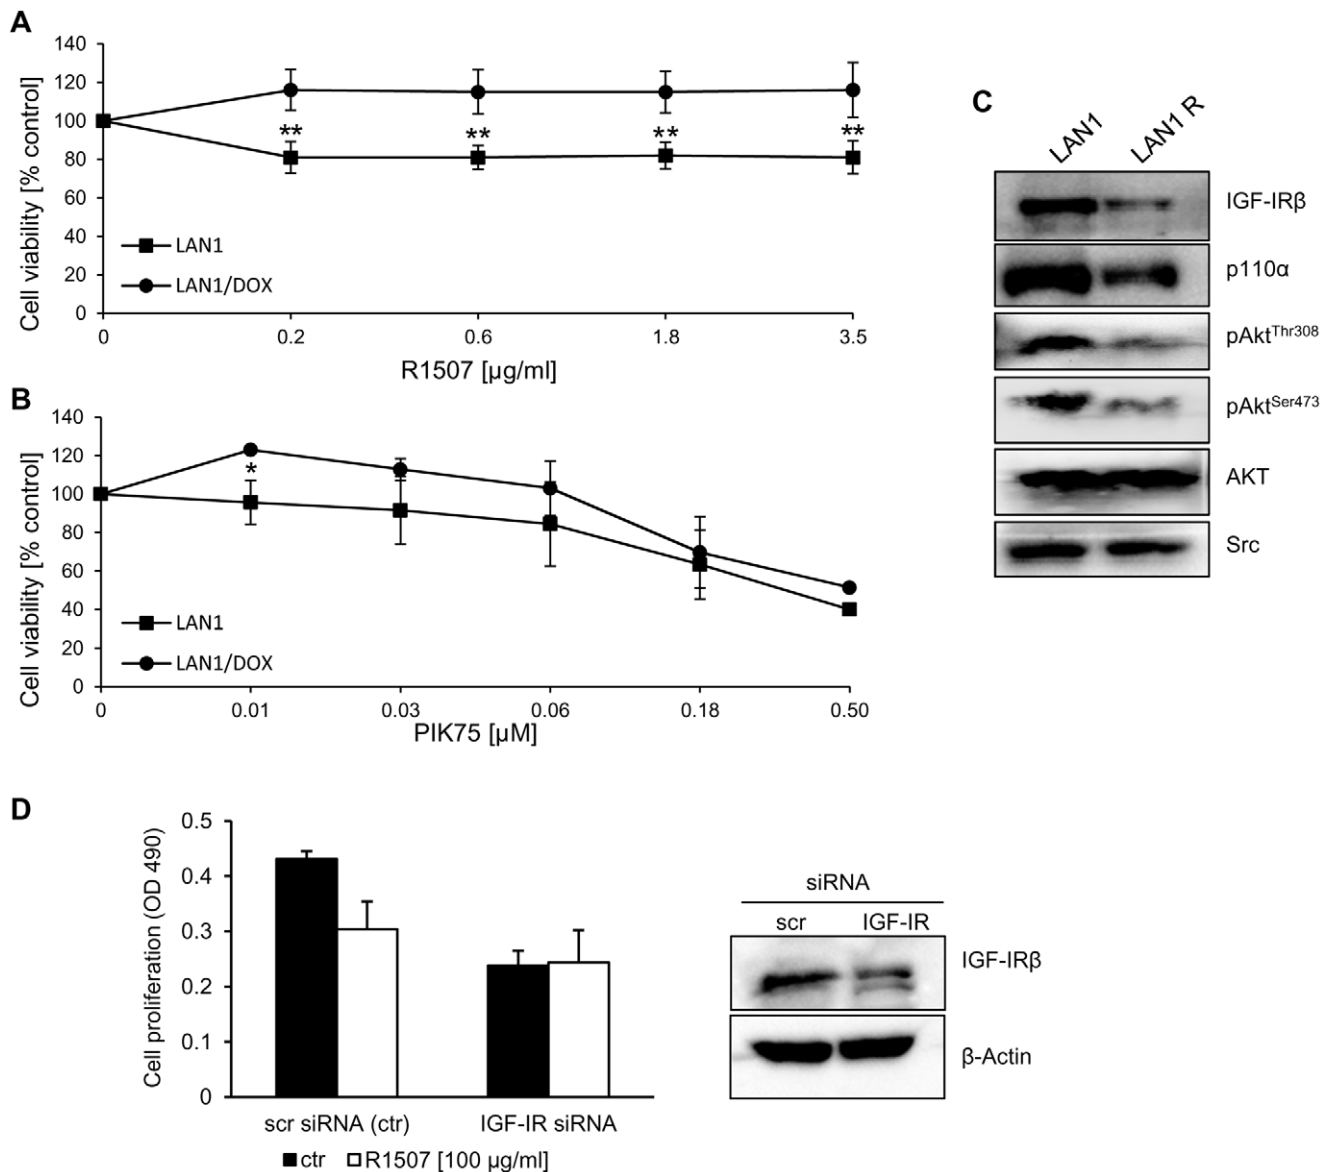 A
Cell viability [% control]
140
120
100
80
60
40
20
0
** ** ** **
LAN1
LAN1/DOX
0 0.2 0.6 1.8 3.5
R1507 [µg/ml]
B
Cell viability [% control]
140
120
100
80
60
40
20
0
*
LAN1
LAN1/DOX
0 0.01 0.03 0.06 0.18 0.50
PIK75 [µM]
C
LAN1 LAN1 R
IGF-IRβ
p110α
pAktThr308
pAktSer473
AKT
Src
D
Cell proliferation (OD 490)
0.5
0.4
0.3
0.2
0.1
0
scr siRNA (ctr) IGF-IR siRNA
ctr R1507 [100 µg/ml]
siRNA
scr IGF-IR
IGF-IRβ
β-Actin